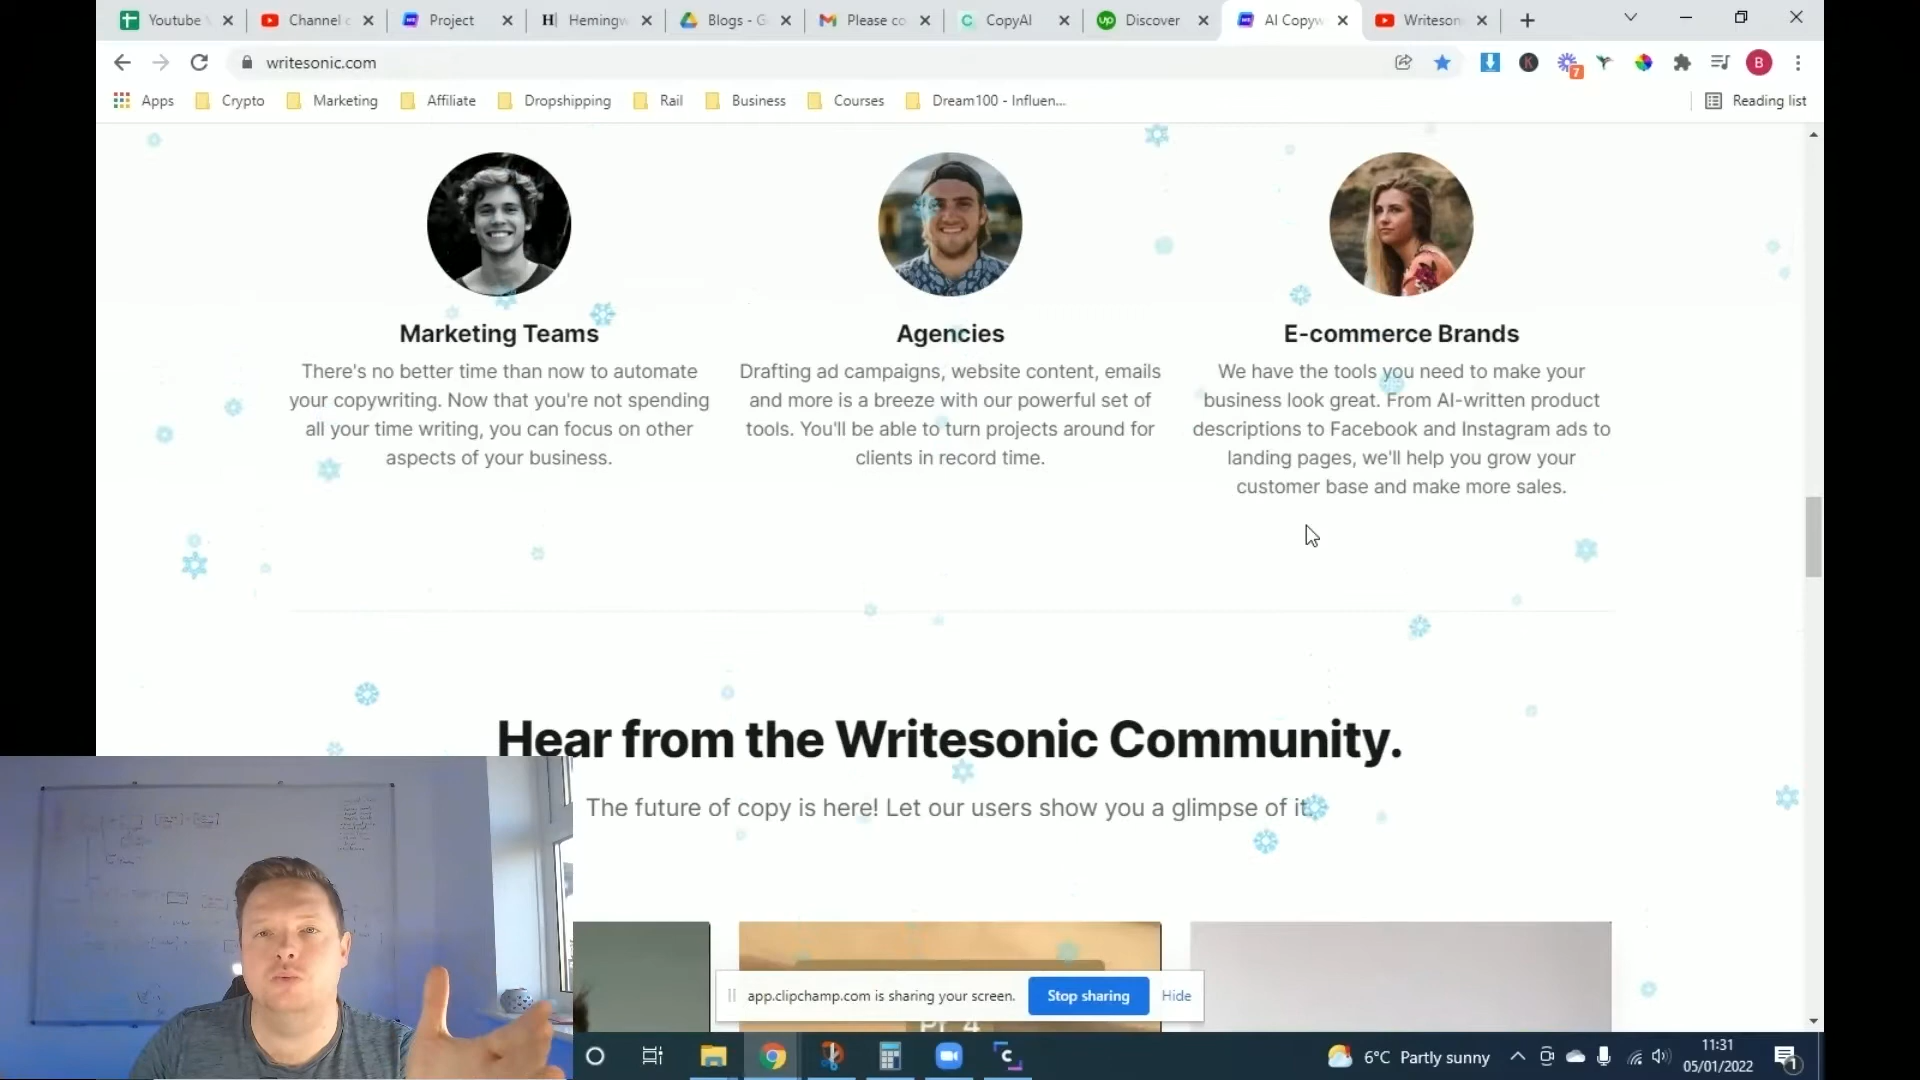 Youtube
Channel
Project
Heming
Blogs - G
Please co
CopyAI
Discover
AI Copyw
Writeson
writesonic.com
7
B
Apps
Crypto
Marketing
Affiliate
Dropshipping
Rail
Business
Courses
Dream100 - Influen...
Reading list
Marketing Teams
There's no better time than now to automate
your copywriting. Now that you're not spending
all your time writing, you can focus on other
aspects of your business.
Agencies
Drafting ad campaigns, website content, emails
and more is a breeze with our powerful set of
tools. You'll be able to turn projects around for
clients in record time.
E-commerce Brands
We have the tools you need to make your
business look great. From AI-written product
descriptions to Facebook and Instagram ads to
landing pages, we'll help you grow your
customer base and make more sales.
Hear from the Writesonic Community.
The future of copy is here! Let our users show you a glimpse of it.
app.clipchamp.com is sharing your screen.
Stop sharing
Hide
6°C Partly sunny
11:31
05/01/2022
1